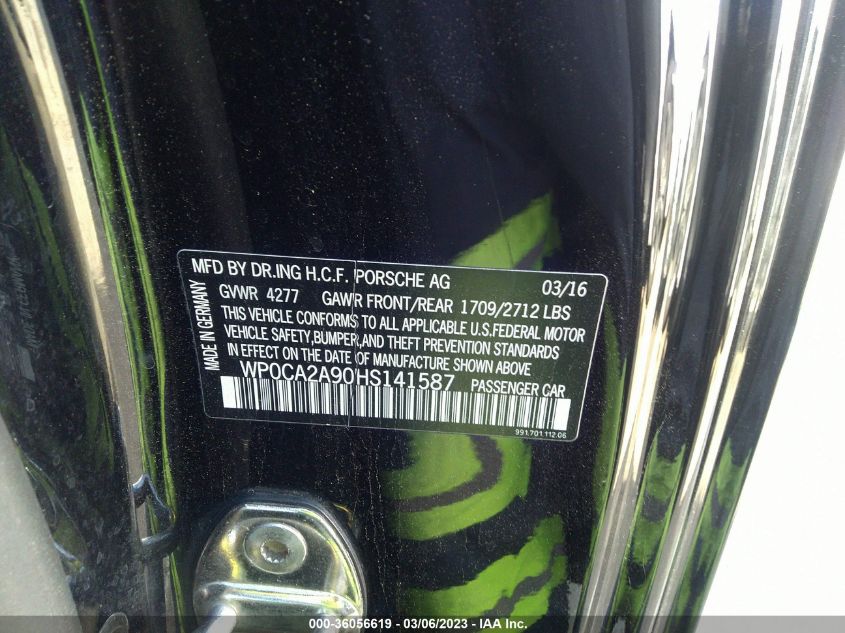 MFD BY DR.ING H.C.F. PORSCHE AG 03/16
GVWR 4277 GAWR FRONT/REAR 1709/2712 LBS
THIS VEHICLE CONFORMS TO ALL APPLICABLE U.S.FEDERAL MOTOR
VEHICLE SAFETY,BUMPER,AND THEFT PREVENTION STANDARDS
IN EFFECT ON THE DATE OF MANUFACTURE SHOWN ABOVE
WP0CA2A90HS141587 PASSENGER CAR
991.701.112.06
MADE IN GERMANY
000-36056619 - 03/06/2023 - IAA Inc.